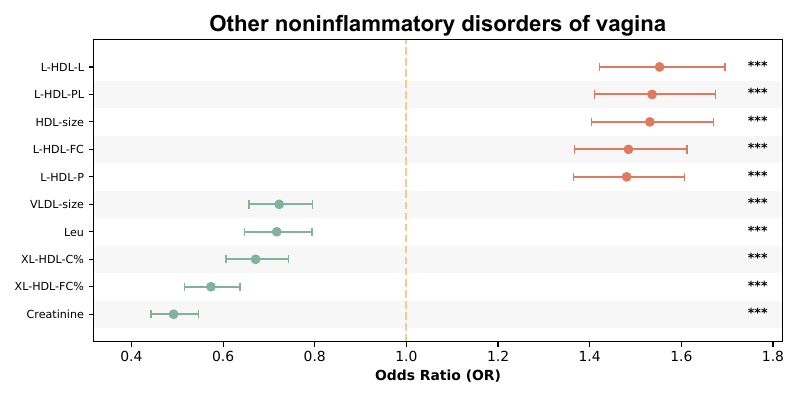 Other noninflammatory disorders of vagina
L-HDL-L ***
L-HDL-PL ***
HDL-size ***
L-HDL-FC ***
L-HDL-P ***
VLDL-size ***
Leu ***
XL-HDL-C% ***
XL-HDL-FC% ***
Creatinine ***
0.4 0.6 0.8 1.0 1.2 1.4 1.6 1.8
Odds Ratio (OR)